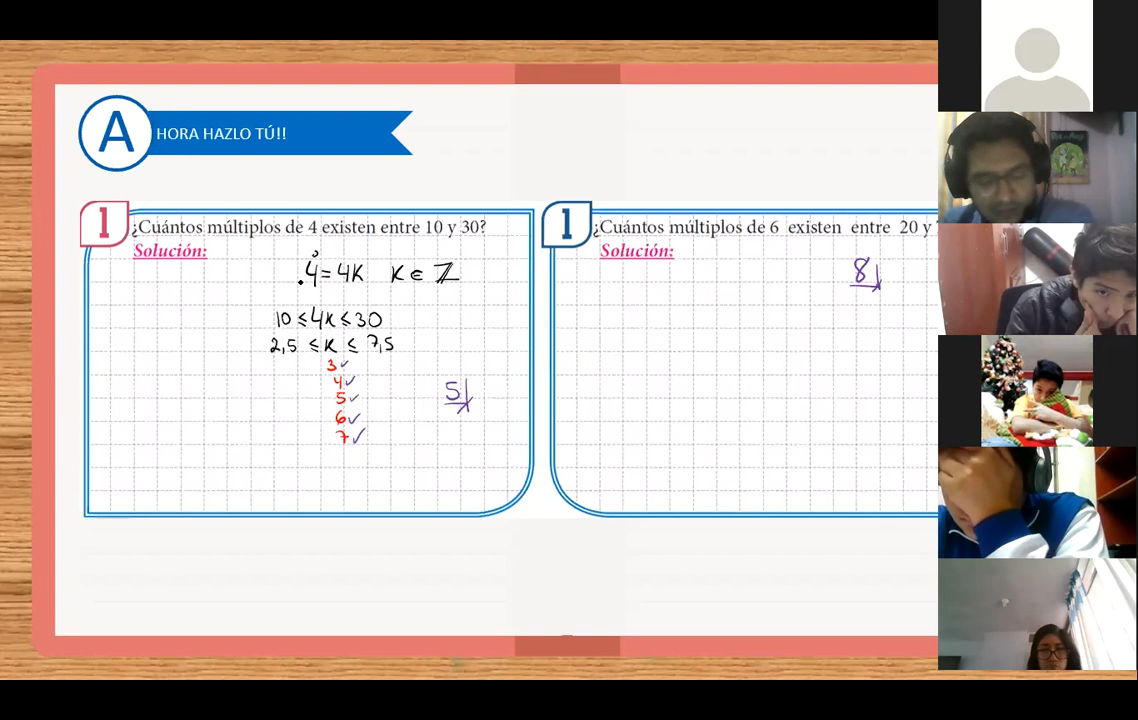 A
HORA HAZLO TÚ!!
1
¿Cuántos múltiplos de 4 existen entre 10 y 30?
Solución:
4̊ = 4K K ∈ ℤ
10 ≤ 4K ≤ 30
2,5 ≤ K ≤ 7,5
3 ✓
4 ✓
5 ✓
6 ✓
7 ✓
5
1
¿Cuántos múltiplos de 6 existen entre 20 y
Solución:
8